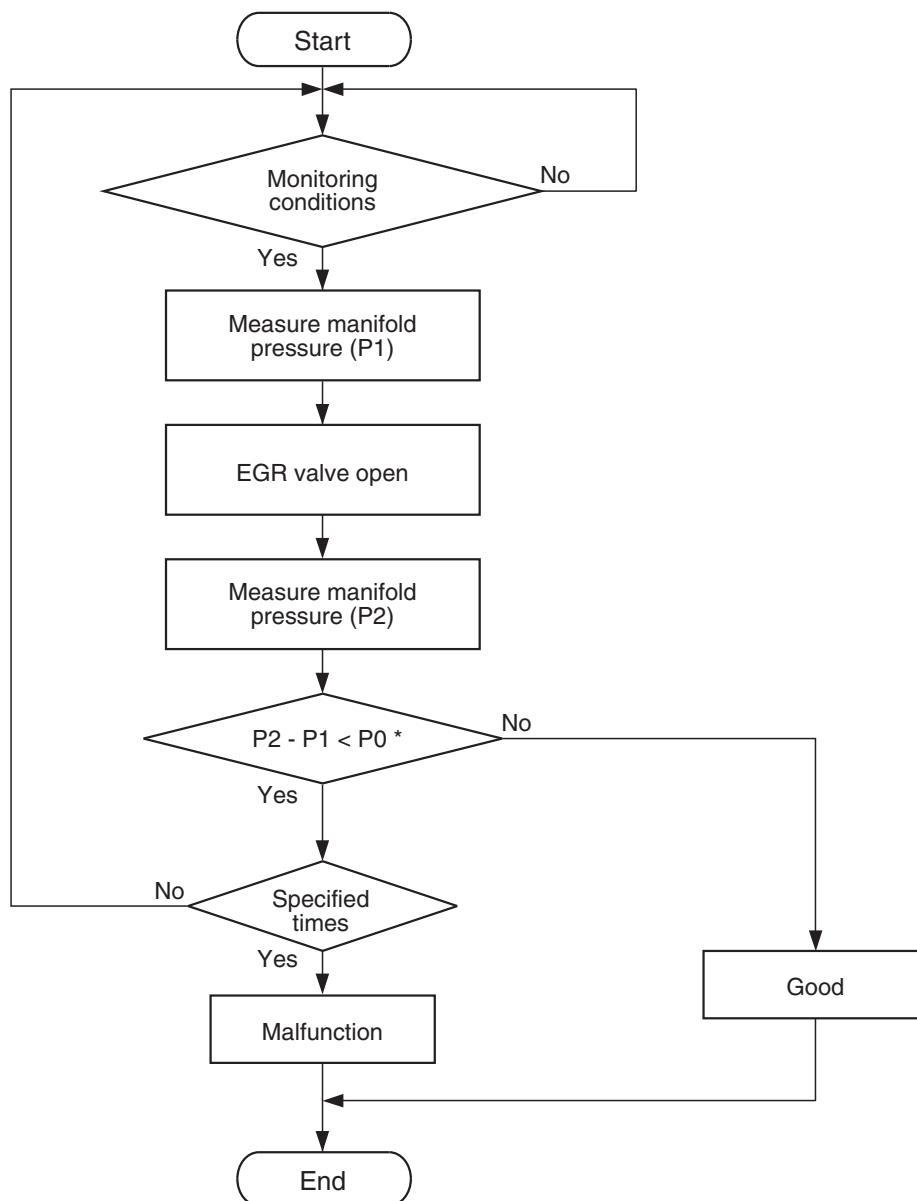 Start
Monitoring
conditions
No
Yes
Measure manifold
pressure (P1)
EGR valve open
Measure manifold
pressure (P2)
P2 - P1 < P0 *
No
Yes
No
Specified
times
Yes
Good
Malfunction
End